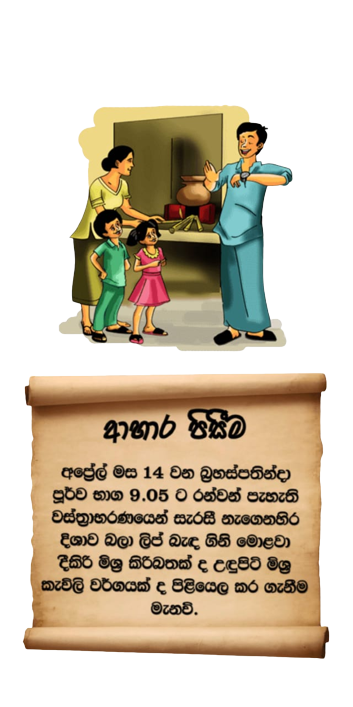 ආහාර පිසීම
අප්‍රේල් මස 14 වන බ්‍රහස්පතින්දා
පූර්ව භාග 9.05 ට රන්වන් පැහැති
වස්ත්‍රාභරණයෙන් සැරසී නැගෙනහිර
දිශාව බලා ලිප් බැඳ ගිනි මොළවා
දීකිරි මිශ්‍ර කිරිබතක් ද උඳුපිටි මිශ්‍ර
කැවිලි වර්ගයක් ද පිළියෙල කර ගැනීම
මැනවි.